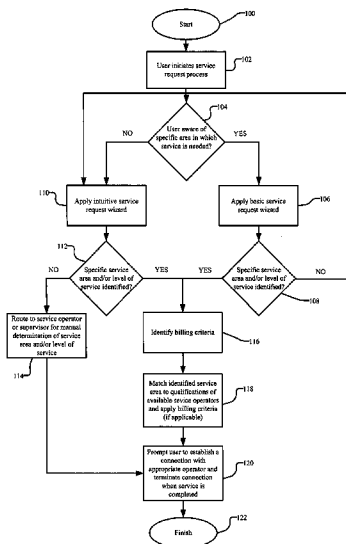 Start
100
User initiates service
request process
102
104
User aware of
specific area in which
service is needed?
NO
YES
110
Apply intuitive service
request wizard
Apply basic service
request wizard
106
112
Specific service
area and/or level of
service identified?
NO
YES
YES
Specific service
area and/or level of
service identified?
NO
108
Route to service operator
or supervisor for manual
determination of service
area and/or level of
service
114
Identify billing criteria
116
Match identified service
area to qualifications of
available service operators
and apply billing criteria
(if applicable)
118
Prompt user to establish a
connection with
appropriate operator and
terminate connection
when service is
completed
120
Finish
122